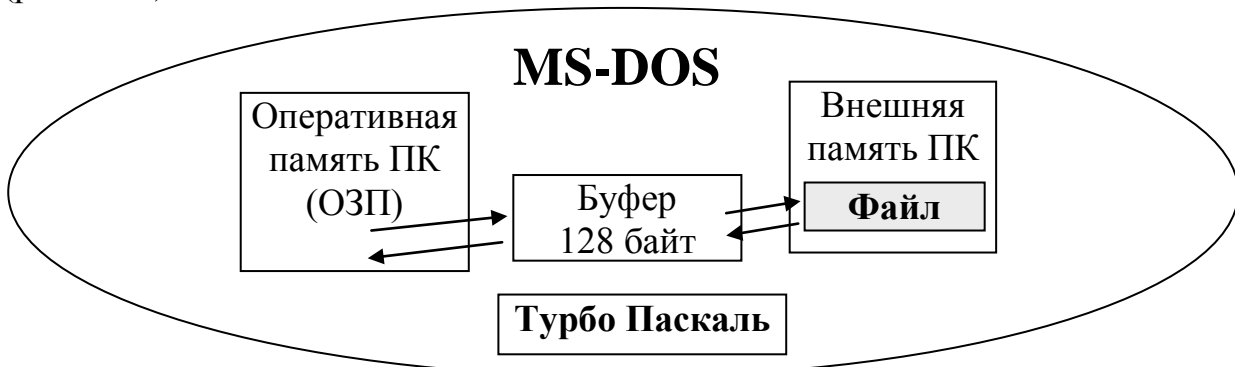 MS-DOS
Оперативная
память ПК
(ОЗП)
Буфер
128 байт
Внешняя
память ПК
Файл
Турбо Паскаль